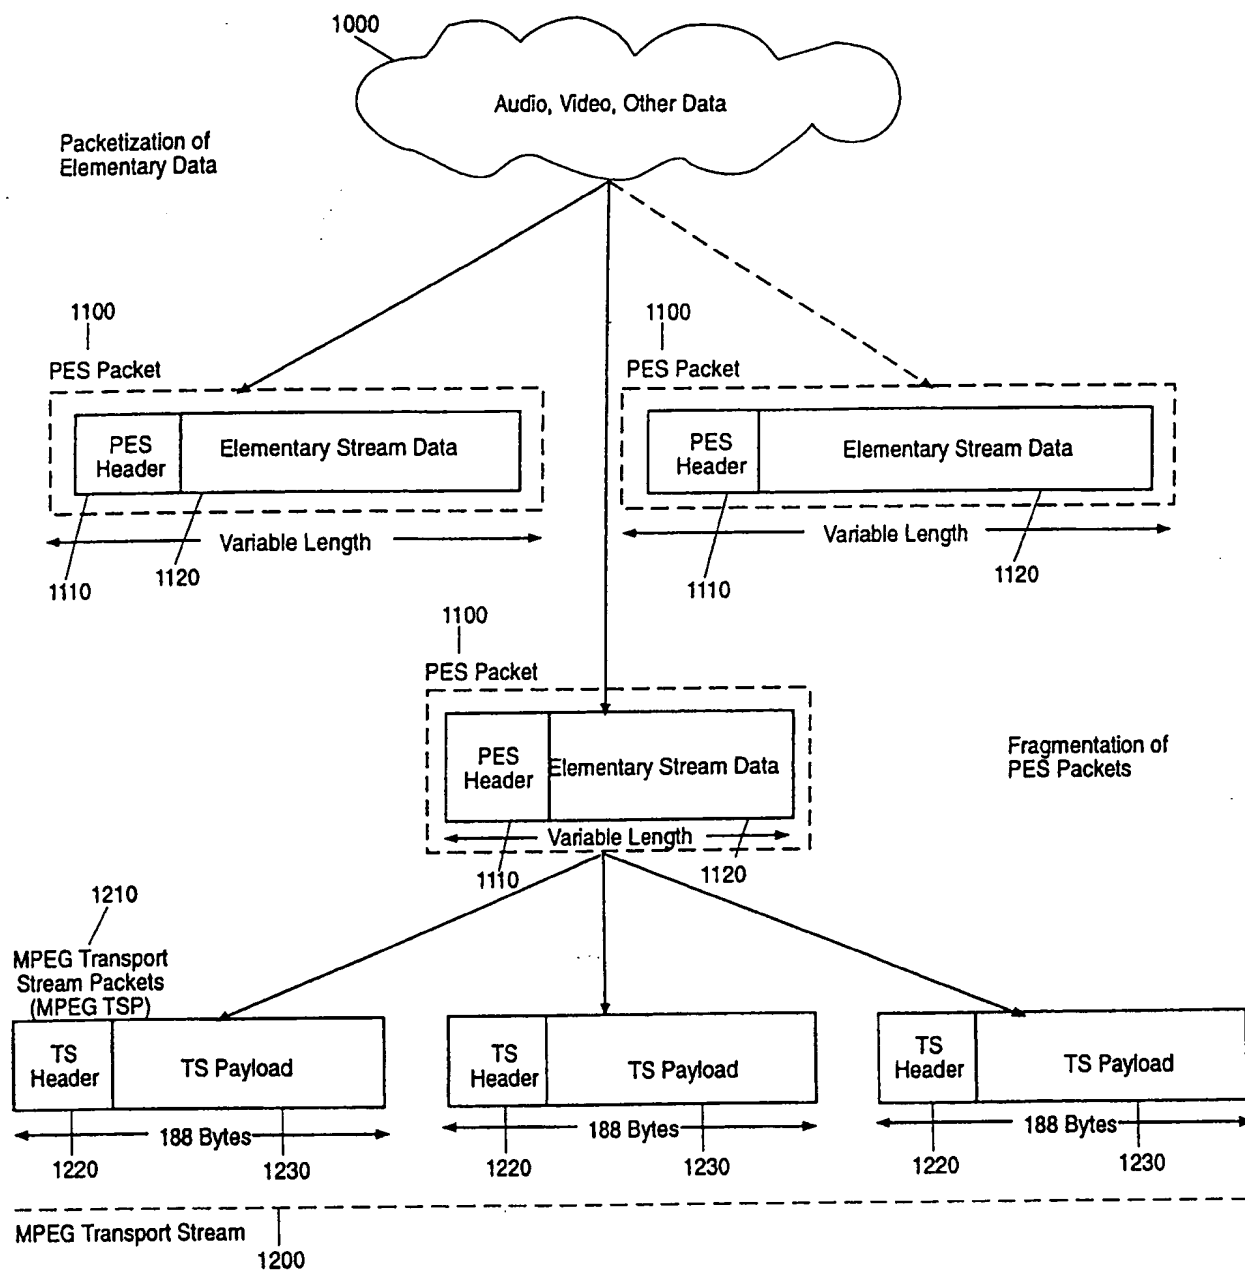 1000
Audio, Video, Other Data
Packetization of
Elementary Data
1100
PES Packet
1100
PES Packet
PES
Header
Elementary Stream Data
PES
Header
Elementary Stream Data
Variable Length
Variable Length
1110
1120
1110
1120
1100
PES Packet
PES
Header
Elementary Stream Data
Variable Length
Fragmentation of
PES Packets
1110
1120
1210
MPEG Transport
Stream Packets
(MPEG TSP)
TS
Header
TS Payload
TS
Header
TS Payload
TS
Header
TS Payload
188 Bytes
188 Bytes
188 Bytes
1220
1230
1220
1230
1220
1230
MPEG Transport Stream
1200